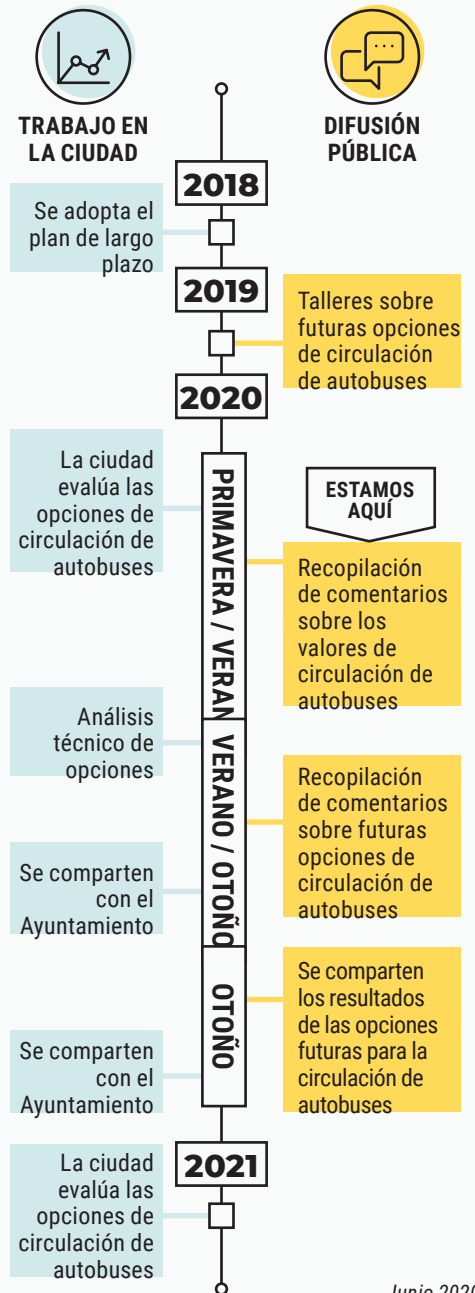 TRABAJO EN
LA CIUDAD
DIFUSIÓN
PÚBLICA
2018
Se adopta el
plan de largo
plazo
2019
Talleres sobre
futuras opciones
de circulación
de autobuses
2020
La ciudad
evalúa las
opciones de
circulación de
autobuses
PRIMAVERA / VERAN
ESTAMOS
AQUÍ
Recopilación
de comentarios
sobre los
valores de
circulación de
autobuses
Análisis
técnico de
opciones
VERANO / OTOÑO
Recopilación
de comentarios
sobre futuras
opciones de
circulación de
autobuses
Se comparten
con el
Ayuntamiento
OTOÑO
Se comparten
los resultados
de las opciones
futuras para la
circulación de
autobuses
Se comparten
con el
Ayuntamiento
2021
La ciudad
evalúa las
opciones de
circulación de
autobuses
Junio 2020